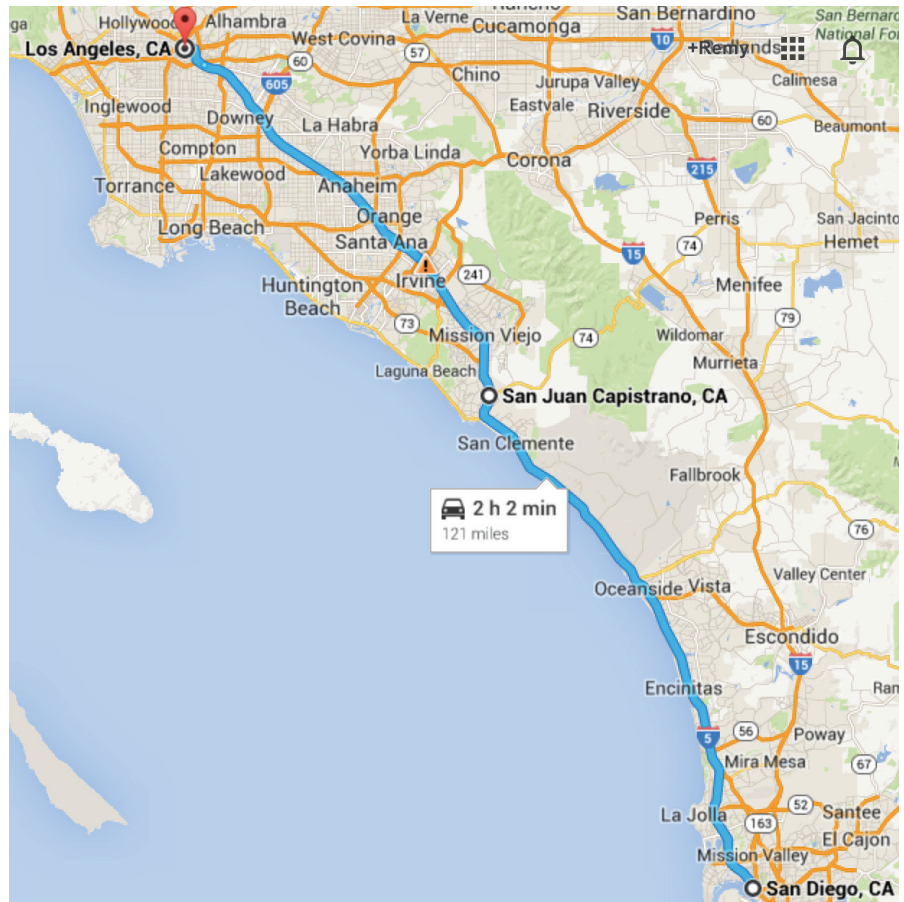 Hollywood
Alhambra
La Verne
Cucamonga
San Bernardino
San Bernard
National For
ga
Los Angeles, CA
West Covina
57
10
+Remy
Redlands
60
Chino
Jurupa Valley
Calimesa
605
Inglewood
Downey
Eastvale
Riverside
La Habra
60
Beaumont
Compton
Yorba Linda
Corona
Lakewood
215
Torrance
Anaheim
Orange
Perris
San Jacinto
Long Beach
Santa Ana
74
Hemet
15
Irvine
241
Menifee
Huntington
Beach
73
Mission Viejo
74
79
Wildomar
Murrieta
Laguna Beach
San Juan Capistrano, CA
San Clemente
Fallbrook
2 h 2 min
121 miles
76
Valley Center
Oceanside
Vista
Escondido
15
Encinitas
Ram
5
56
Poway
Mira Mesa
67
La Jolla
52
163
Santee
El Cajon
Mission Valley
San Diego, CA